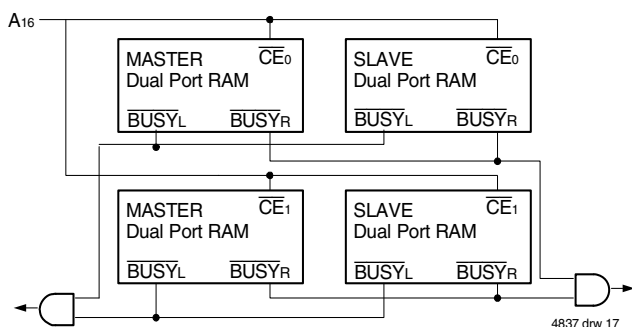 A16
MASTER
Dual Port RAM
CE0
BUSYL BUSYR
SLAVE
Dual Port RAM
CE0
BUSYL BUSYR
MASTER
Dual Port RAM
CE1
BUSYL BUSYR
SLAVE
Dual Port RAM
CE1
BUSYL BUSYR
4837 drw 17